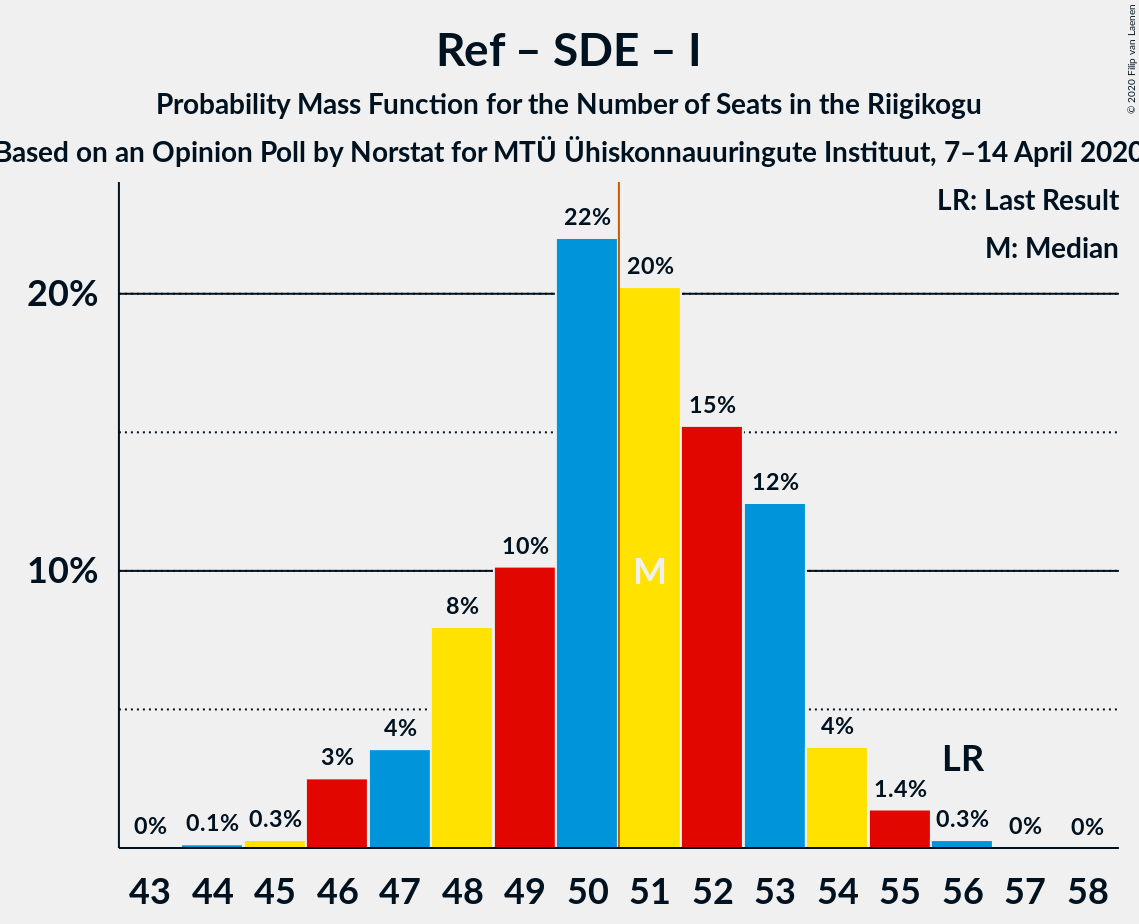 Ref – SDE – I
Probability Mass Function for the Number of Seats in the Riigikogu
Based on an Opinion Poll by Norstat for MTÜ Ühiskonnauuringute Instituut, 7–14 April 2020
© 2020 Filip van Laenen
LR: Last Result
M: Median
20%
10%
0%
0.1%
0.3%
3%
4%
8%
10%
22%
20%
15%
12%
4%
1.4%
0.3%
0%
0%
M
LR
43 44 45 46 47 48 49 50 51 52 53 54 55 56 57 58